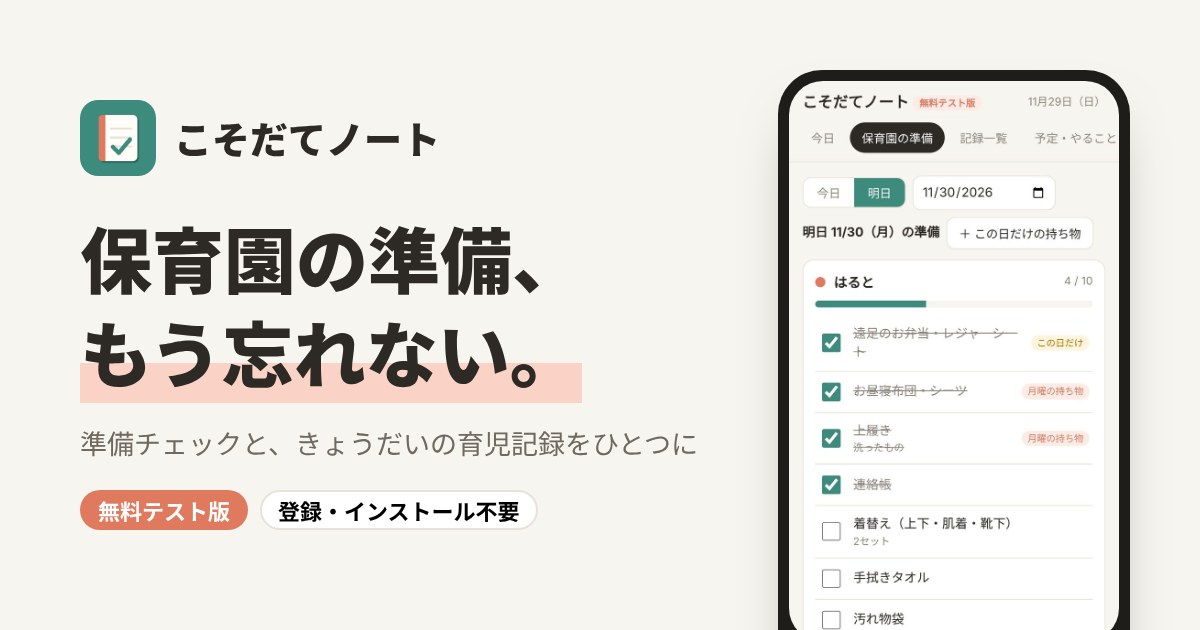 こそだてノート
保育園の準備、
もう忘れない。
準備チェックと、きょうだいの育児記録をひとつに
無料テスト版
登録・インストール不要
こそだてノート 無料テスト版 11月29日（日）
今日 保育園の準備 記録一覧 予定・やること
今日 明日 11/30/2026
明日 11/30（月）の準備 ＋ この日だけの持ち物
はると 4 / 10
遠足のお弁当・レジャーシー
ト
この日だけ
お昼寝布団・シーツ 月曜の持ち物
上履き
洗ったもの
月曜の持ち物
連絡帳
着替え（上下・肌着・靴下）
2セット
手拭きタオル
汚れ物袋